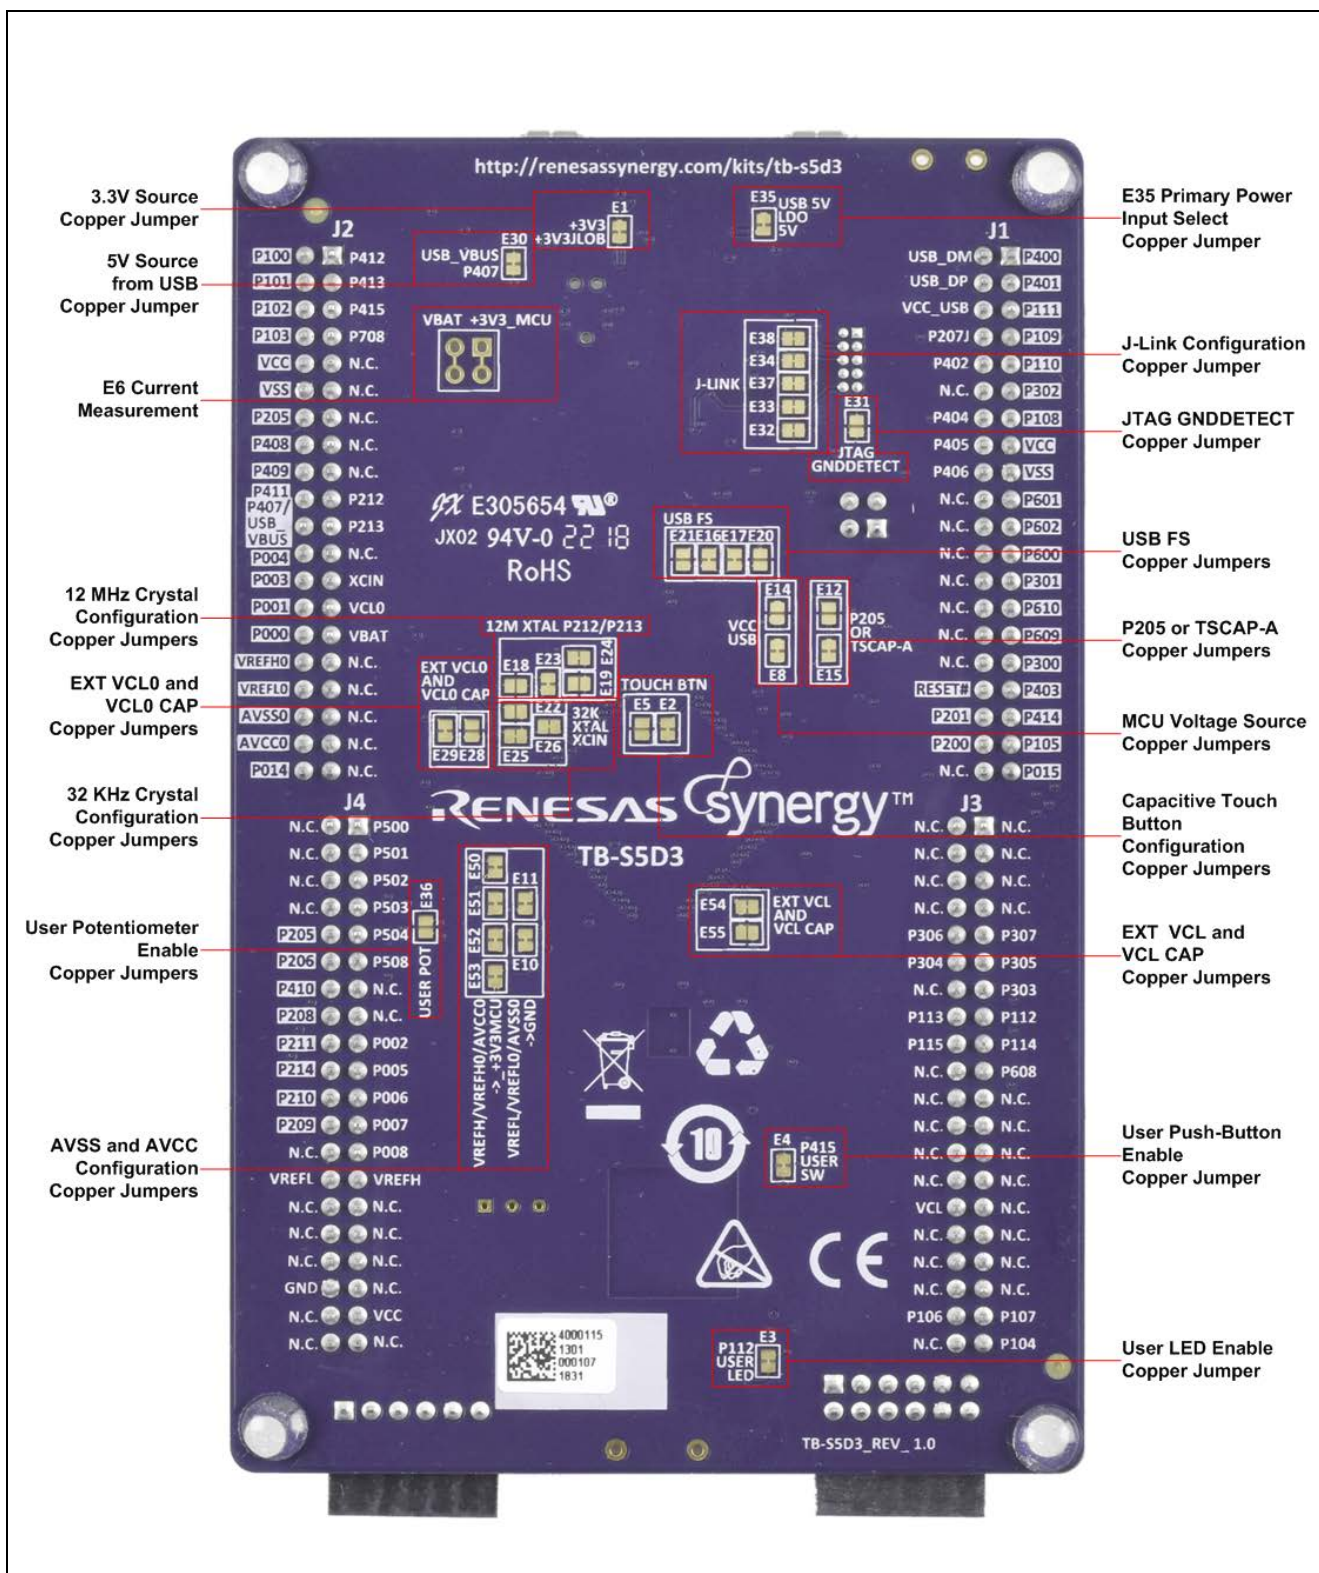 http://renesassynergy.com/kits/tb-s5d3
3.3V Source
Copper Jumper
5V Source
from USB
Copper Jumper
E6 Current
Measurement
12 MHz Crystal
Configuration
Copper Jumpers
EXT VCL0 and
VCL0 CAP
Copper Jumpers
32 KHz Crystal
Configuration
Copper Jumpers
User Potentiometer
Enable
Copper Jumpers
AVSS and AVCC
Configuration
Copper Jumpers
E35 Primary Power
Input Select
Copper Jumper
J-Link Configuration
Copper Jumper
JTAG GNDDETECT
Copper Jumper
USB FS
Copper Jumpers
P205 or TSCAP-A
Copper Jumpers
MCU Voltage Source
Copper Jumpers
Capacitive Touch
Button
Configuration
Copper Jumpers
EXT VCL and
VCL CAP
Copper Jumpers
User Push-Button
Enable
Copper Jumper
User LED Enable
Copper Jumper
J2
P100 P412
P101 P413
P102 P415
P103 P708
VCC N.C.
VSS N.C.
P205 N.C.
P408 N.C.
P409 N.C.
P411 P212
P407/
USB_
VBUS P213
P004 N.C.
P003 XCIN
P001 VCL0
P000 VBAT
VREFH0 N.C.
VREFL0 N.C.
AVSS0 N.C.
AVCC0 N.C.
P014 N.C.
J4
N.C. P500
N.C. P501
N.C. P502
N.C. P503
P205 P504
P206 P508
P410 N.C.
P208 N.C.
P211 P002
P214 P005
P210 P006
P209 P007
N.C. P008
VREFL VREFH
N.C. N.C.
N.C. N.C.
N.C. N.C.
GND N.C.
N.C. VCC
N.C. N.C.
E1
+3V3
+3V3JLOB
E30
USB_VBUS
P407
VBAT +3V3_MCU
E35
USB 5V
LDO
5V
J-LINK
E38
E34
E37
E33
E32
E31
JTAG
GNDDETECT
E305654
JX02 94V-0 2218
RoHS
USB FS
E21 E16 E17 E20
E14
VCC
USB
E8
E12
P205
OR
TSCAP-A
E15
12M XTAL P212/P213
E18 E23 E24
E19
EXT VCL0
AND
VCL0 CAP
E29 E28
E22
32K
XTAL
XCIN
E25 E26
TOUCH BTN
E5 E2
RENESAS synergy™
TB-S5D3
E36
USER POT
E50
E51
E52
E53
E11
E10
VREFH/VREFH0/AVCC0
->_+3V3MCU
VREFL/VREFL0/AVSS0
->GND
E54
E55
EXT VCL
AND
VCL CAP
10
E4
P415
USER
SW
CE
4000115
1301
000107
1831
E3
P112
USER
LED
TB-S5D3_REV_ 1.0
J1
USB_DM P400
USB_DP P401
VCC_USB P111
P207J P109
P402 P110
N.C. P302
P404 P108
P405 VCC
P406 VSS
N.C. P601
N.C. P602
N.C. P600
N.C. P301
N.C. P610
N.C. P609
N.C. P300
RESET# P403
P201 P414
P200 P105
N.C. P015
J3
N.C. N.C.
N.C. N.C.
N.C. N.C.
N.C. N.C.
P306 P307
P304 P305
N.C. P303
P113 P112
P115 P114
N.C. P608
N.C. N.C.
N.C. N.C.
N.C. N.C.
N.C. N.C.
VCL N.C.
N.C. N.C.
N.C. N.C.
N.C. N.C.
P106 P107
N.C. P104